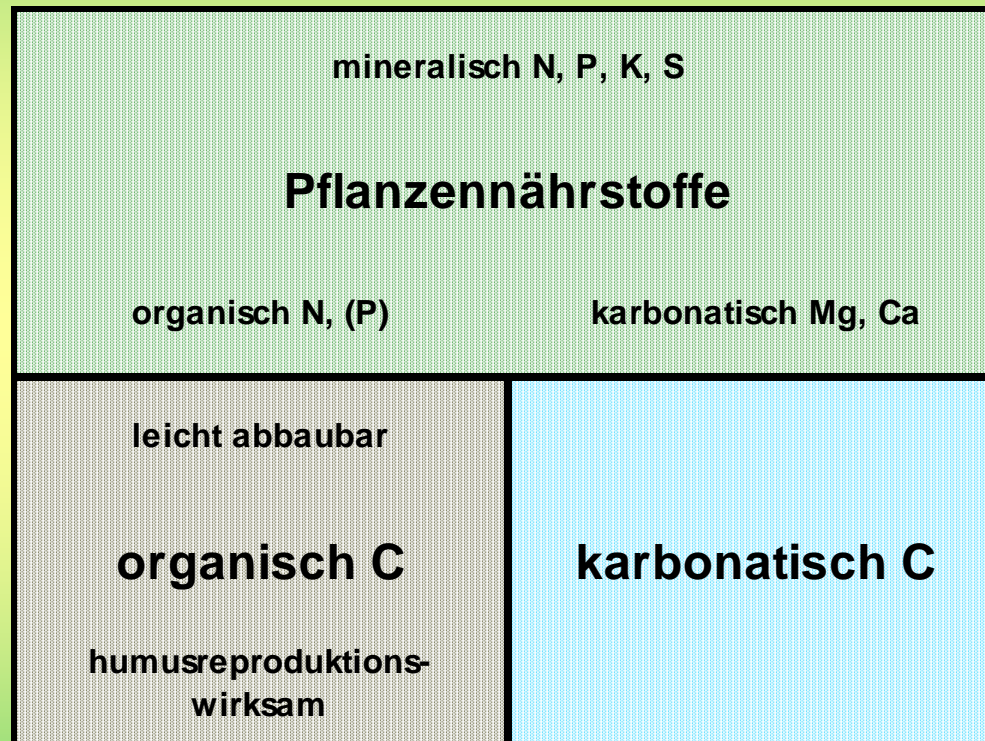 mineralisch N, P, K, S
Pflanzennährstoffe
organisch N, (P)
karbonatisch Mg, Ca
leicht abbaubar
organisch C
humusreproduktions-
wirksam
karbonatisch C